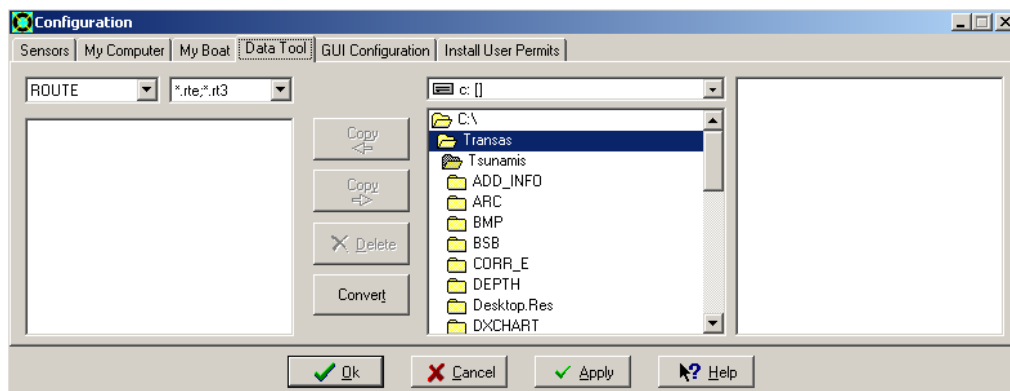 Configuration
Sensors My Computer My Boat Data Tool GUI Configuration Install User Permits
ROUTE *.rte;*.rt3 c: []
C:\
Transas
Tsunamis
ADD_INFO
ARC
BMP
BSB
CORR_E
DEPTH
Desktop.Res
DXCHART
Copy
Copy
Delete
Convert
Ok Cancel Apply Help